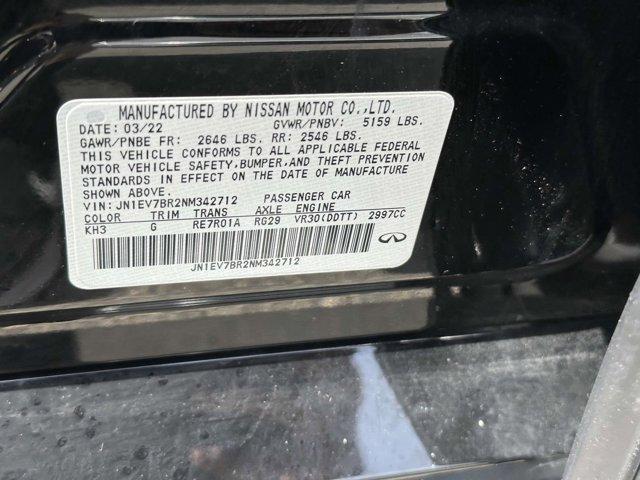 MANUFACTURED BY NISSAN MOTOR CO.,LTD.
DATE: 03/22 GVWR/PNBV: 5159 LBS.
GAWR/PNBE FR: 2646 LBS. RR: 2546 LBS.
THIS VEHICLE CONFORMS TO ALL APPLICABLE FEDERAL
MOTOR VEHICLE SAFETY,BUMPER,AND THEFT PREVENTION
STANDARDS IN EFFECT ON THE DATE OF MANUFACTURE
SHOWN ABOVE.
VIN: JN1EV7BR2NM342712 PASSENGER CAR
COLOR TRIM TRANS AXLE ENGINE
KH3 G RE7R01A RG29 VR30(DDTT) 2997CC
JN1EV7BR2NM342712